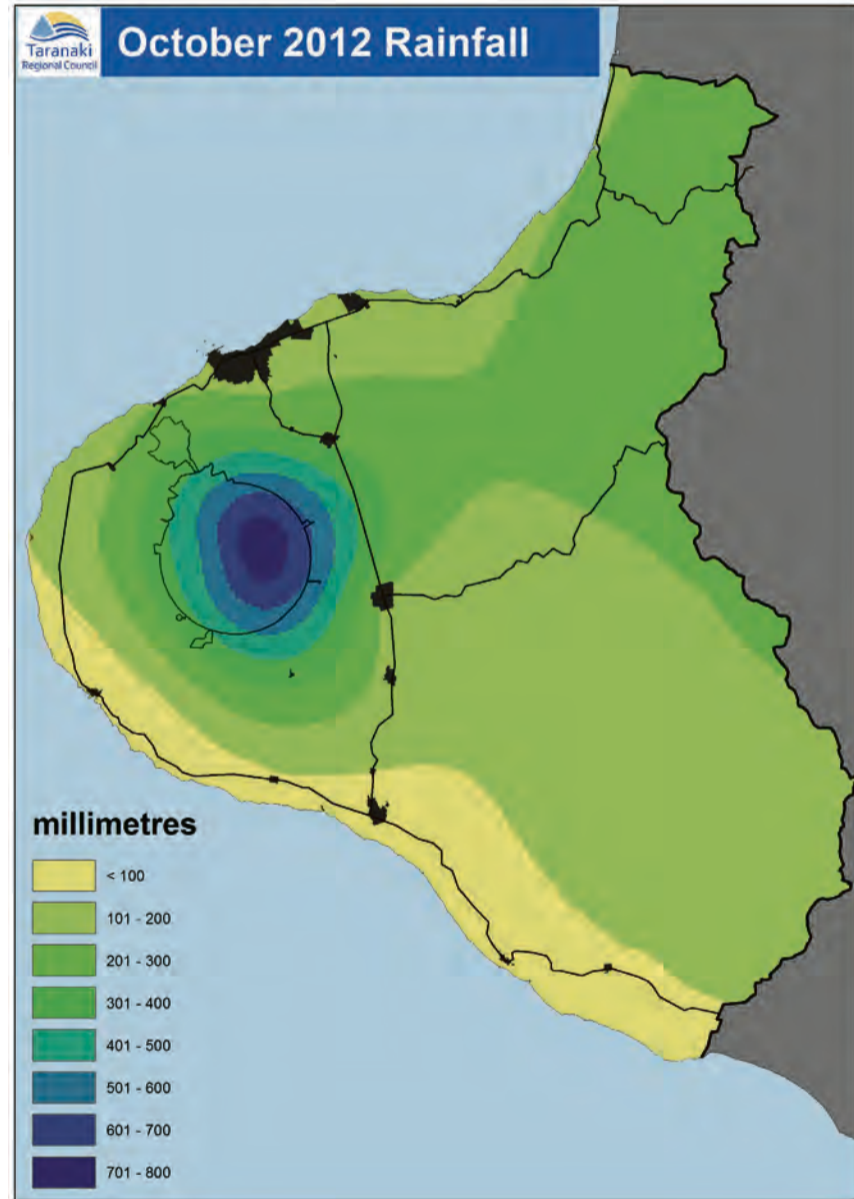 Taranaki
Regional Council
October 2012 Rainfall
millimetres
< 100
101 - 200
201 - 300
301 - 400
401 - 500
501 - 600
601 - 700
701 - 800